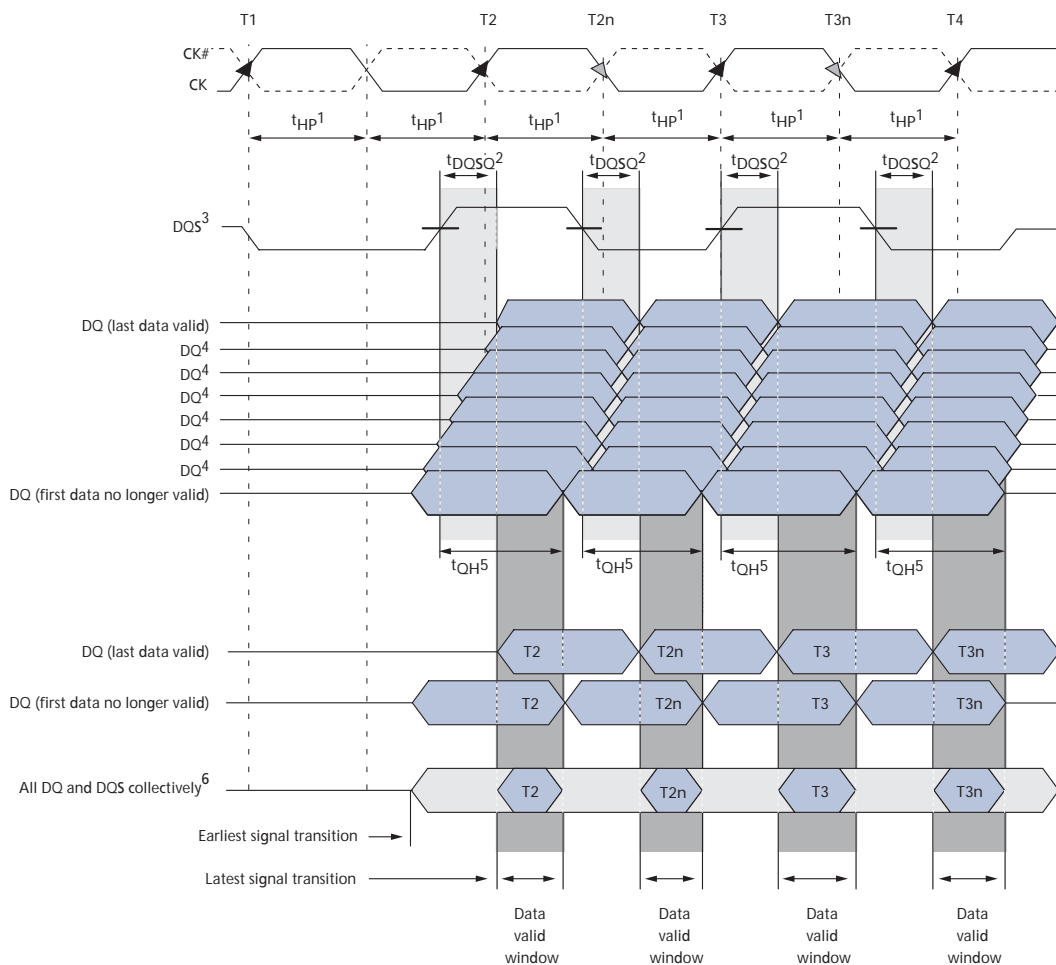 T1 T2 T2n T3 T3n T4
CK#
CK
tHP1 tHP1 tHP1 tHP1 tHP1 tHP1
tDQSQ2 tDQSQ2 tDQSQ2 tDQSQ2
DQS3
DQ (last data valid)
DQ4
DQ4
DQ4
DQ4
DQ4
DQ4
DQ (first data no longer valid)
tQH5 tQH5 tQH5 tQH5
DQ (last data valid) T2 T2n T3 T3n
DQ (first data no longer valid) T2 T2n T3 T3n
All DQ and DQS collectively6 T2 T2n T3 T3n
Earliest signal transition
Latest signal transition
Data Data Data Data
valid valid valid valid
window window window window